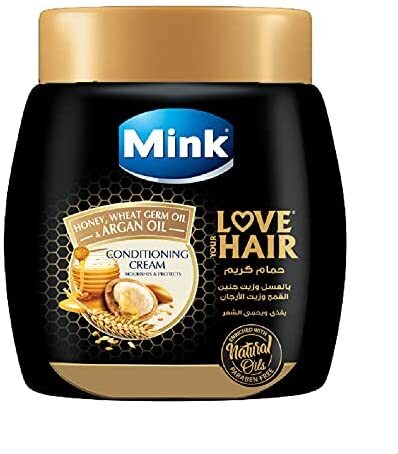 Mink®
HONEY, WHEAT GERM OIL
& ARGAN OIL
CONDITIONING
CREAM
NOURISHES & PROTECTS
LOVE®
YOUR
HAIR
حمام كريم
بالعسل وزيت جنين
القمح وزيت الأرجان
يغذي ويحمي الشعر
ENRICHED WITH
Natural
Oils
PARABEN FREE